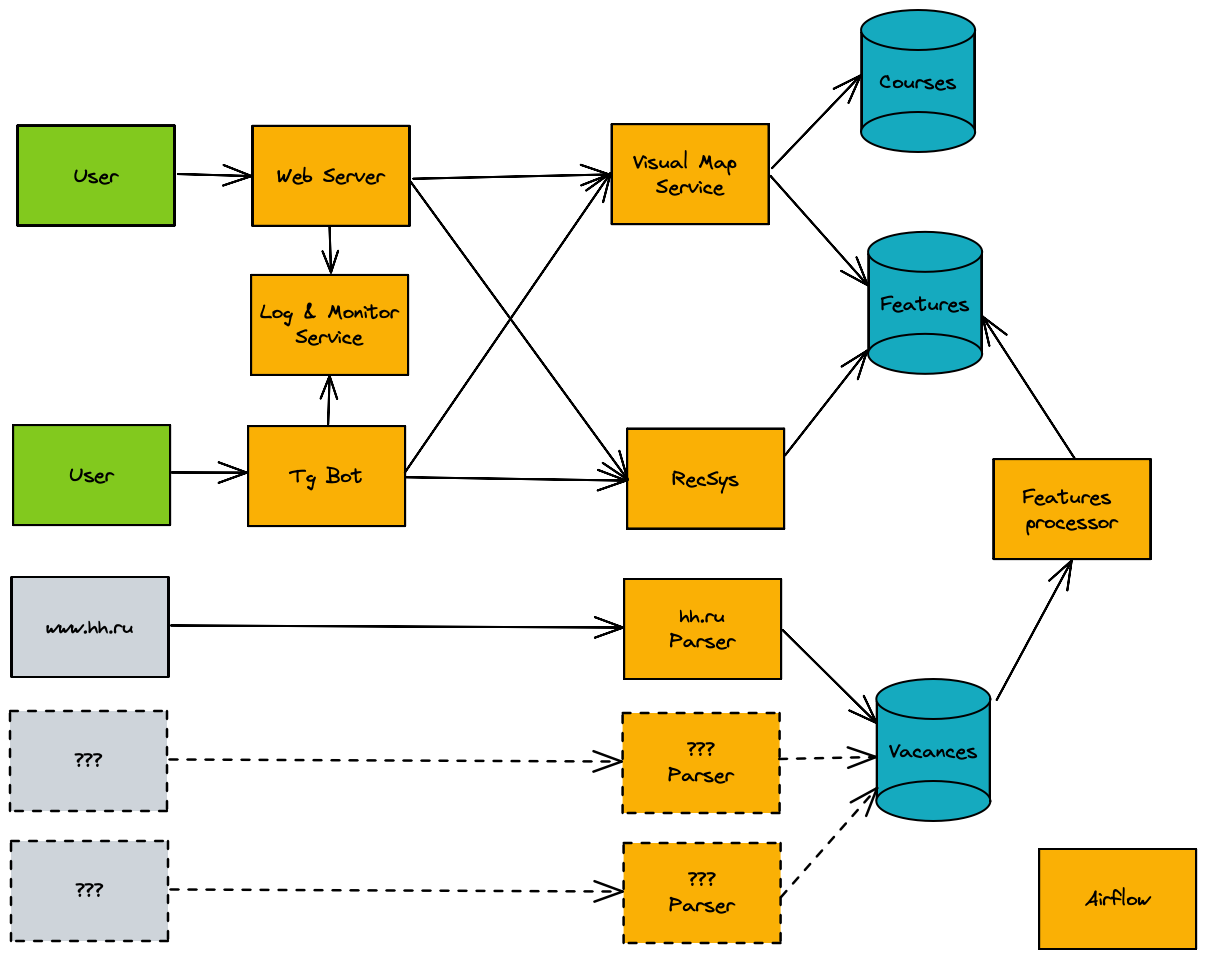 Courses
User
Web Server
Visual Map
Service
Features
Log & Monitor
Service
User
Tg Bot
RecSys
Features
processor
www.hh.ru
hh.ru
Parser
???
???
Parser
Vacances
???
???
Parser
Airflow